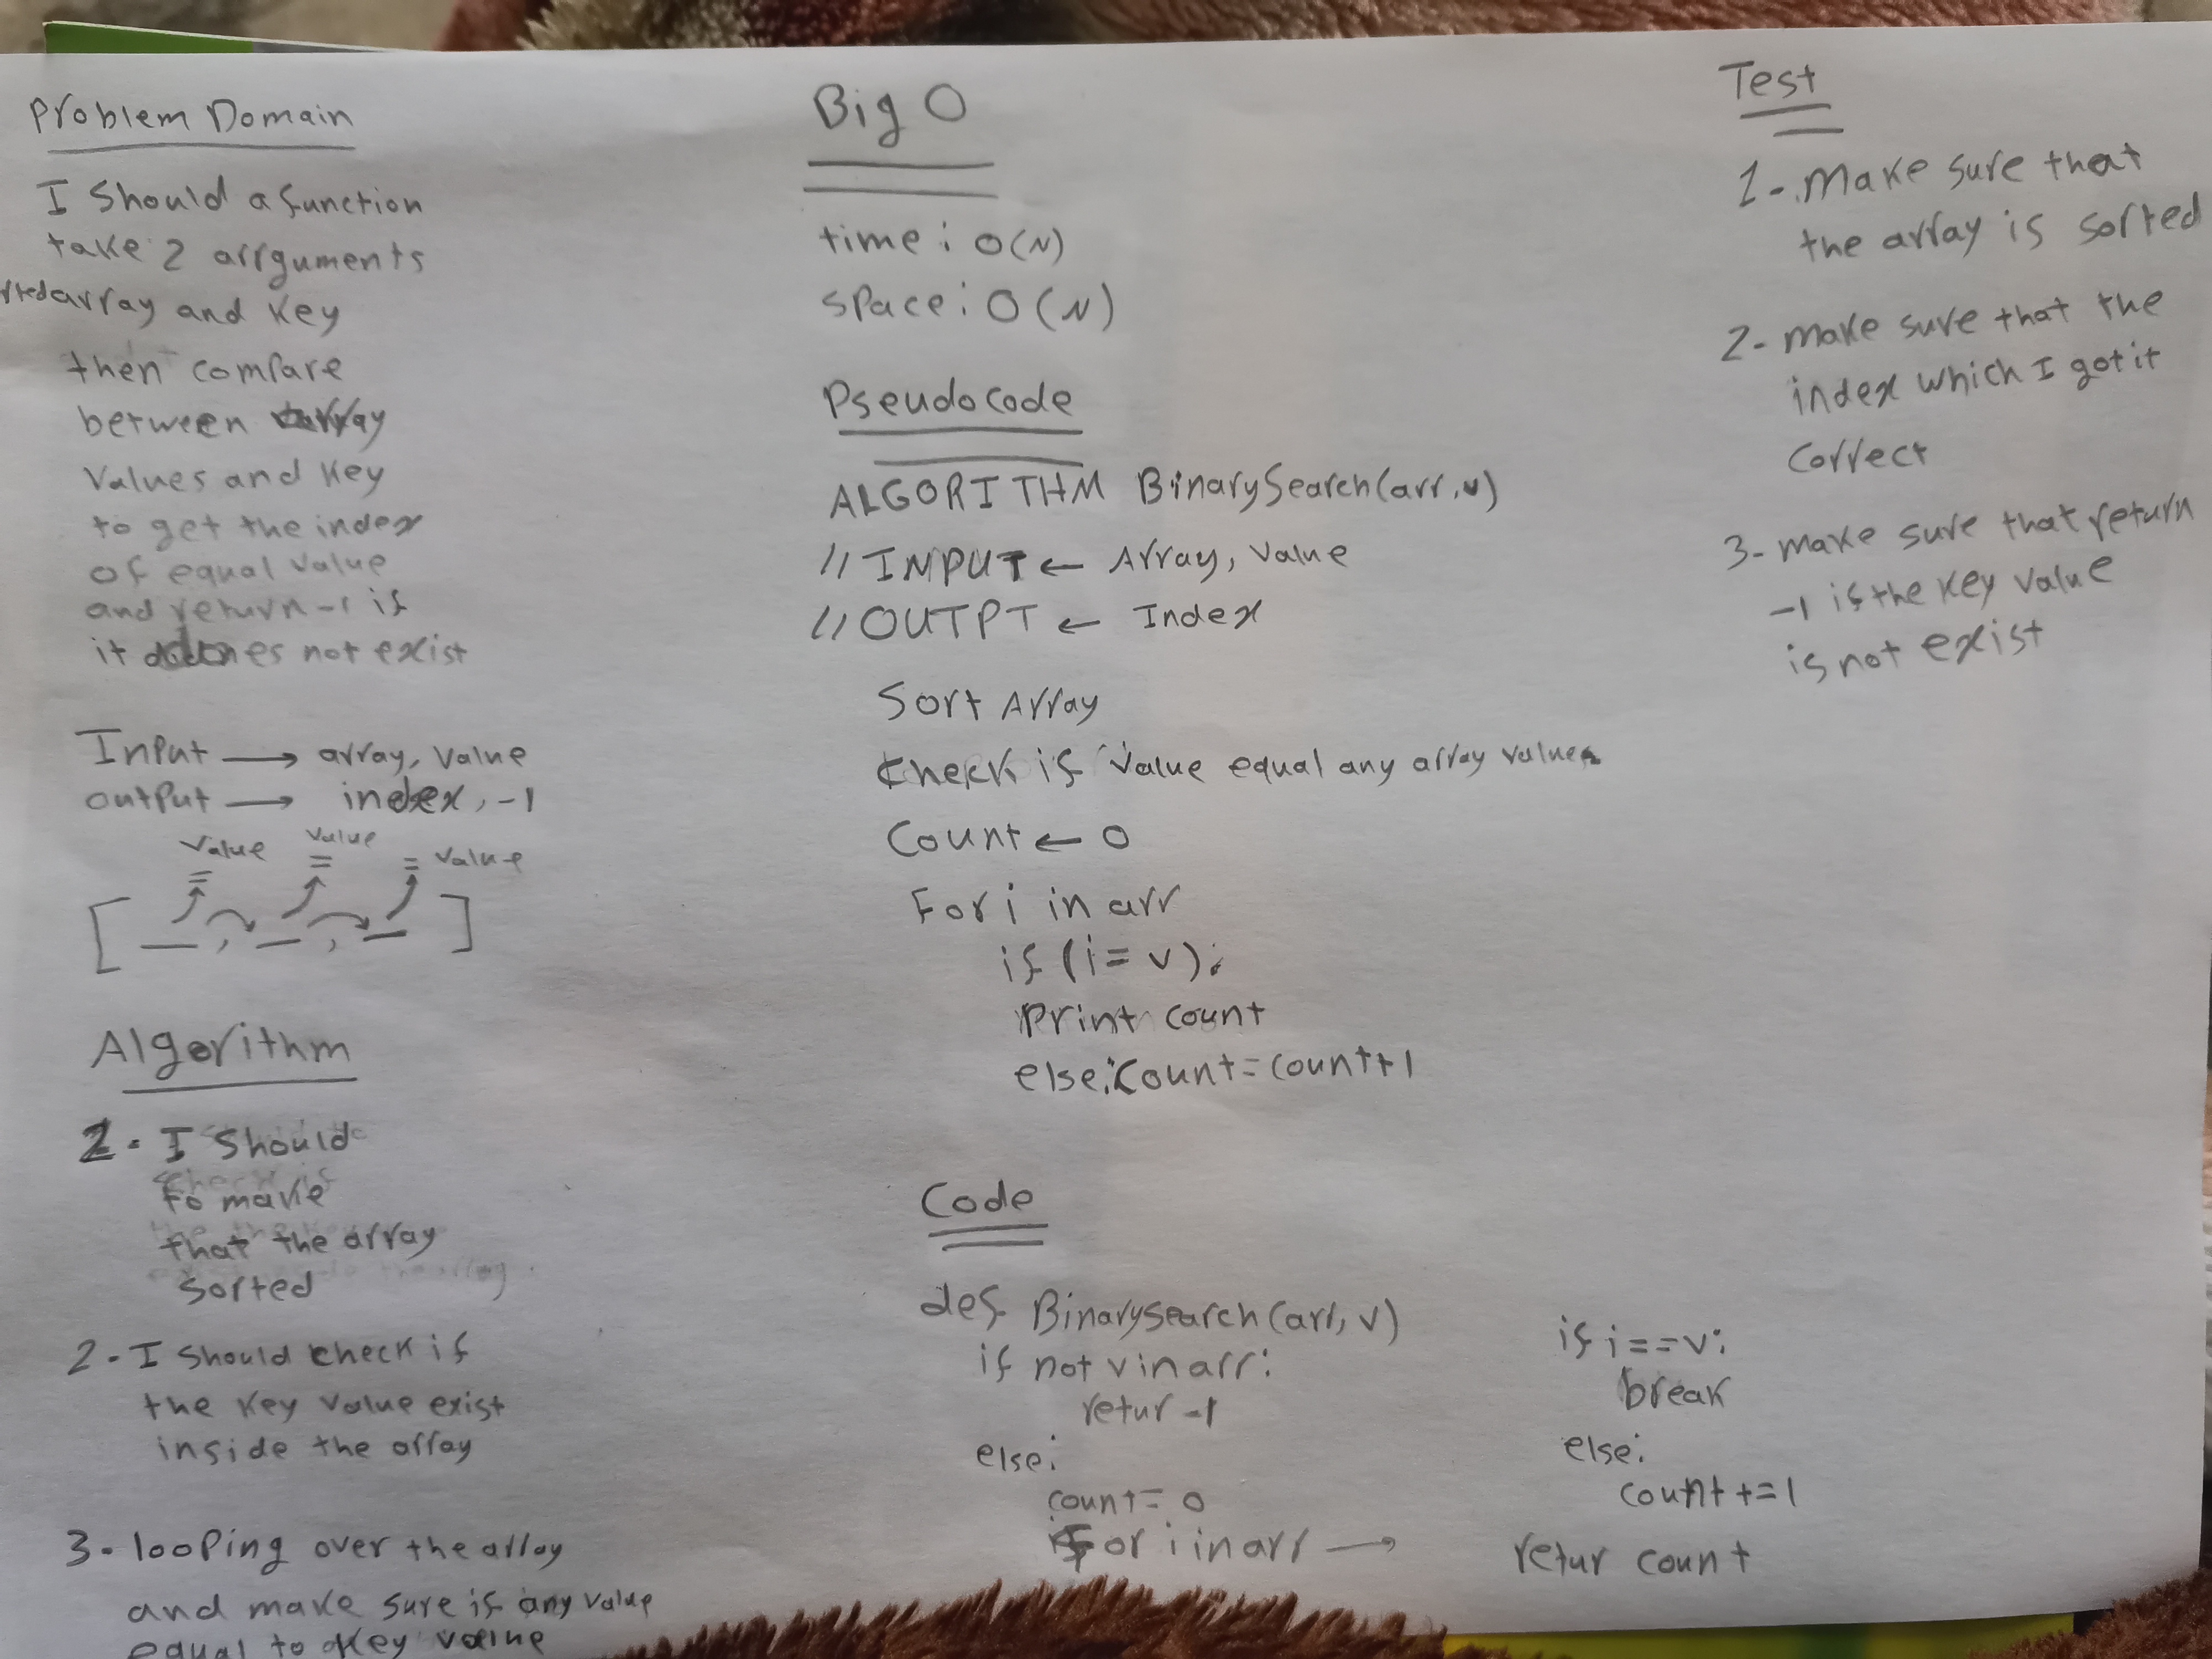 Problem Domain
I Should a function
take 2 arrguments
array and key
then compare
between array
values and key
to get the index
of equal value
and return -1 if
it does not exist
Input → array, value
output → index, -1
value value value
= = =
[ _ , _ , _ ]
Algorithm
1- I Should
to make
that the array
sorted
2- I should check if
the key value exist
inside the array
3- looping over the array
and make sure if any value
equal to key value
Big O
time : O(N)
space : O(N)
Pseudocode
ALGORITHM BinarySearch(arr,v)
// INPUT ← Array, value
// OUTPT ← Index
Sort Array
check if value equal any array values
Count ← 0
For i in arr
if (i= v):
Print count
else: count = count+1
Code
def BinarySearch(arr, v)
if not v in arr:
retur -1
else:
count = 0
for i in arr →
if i == v:
break
else:
count += 1
retur count
Test
1- Make sure that
the array is sorted
2- make sure that the
index which I got it
correct
3- make sure that return
-1 is the key value
is not exist